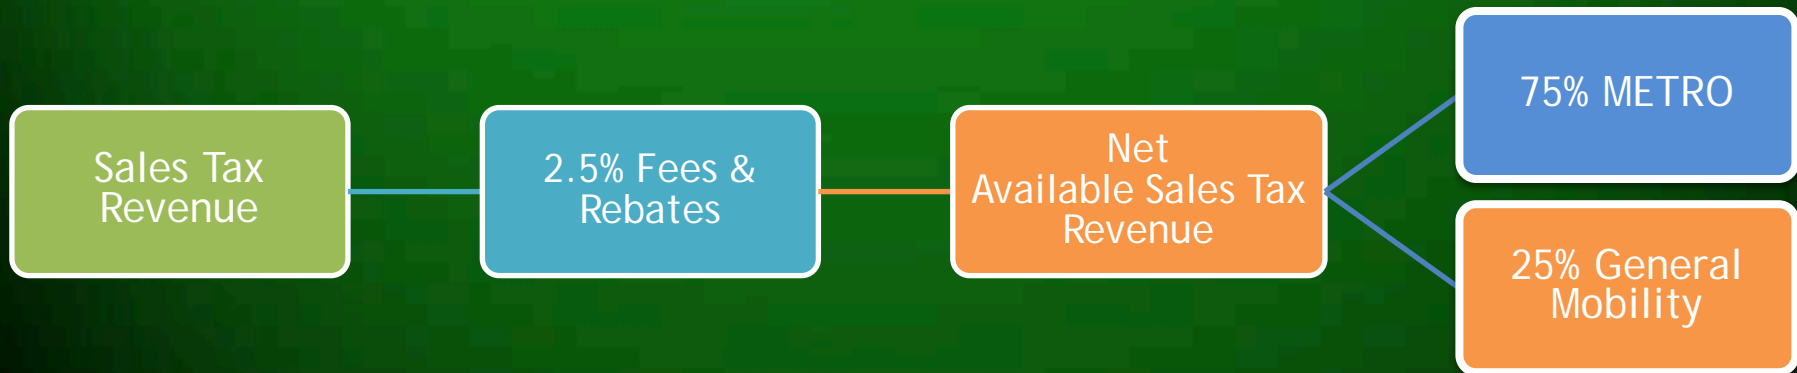 Sales Tax
Revenue
2.5% Fees &
Rebates
Net
Available Sales Tax
Revenue
75% METRO
25% General
Mobility